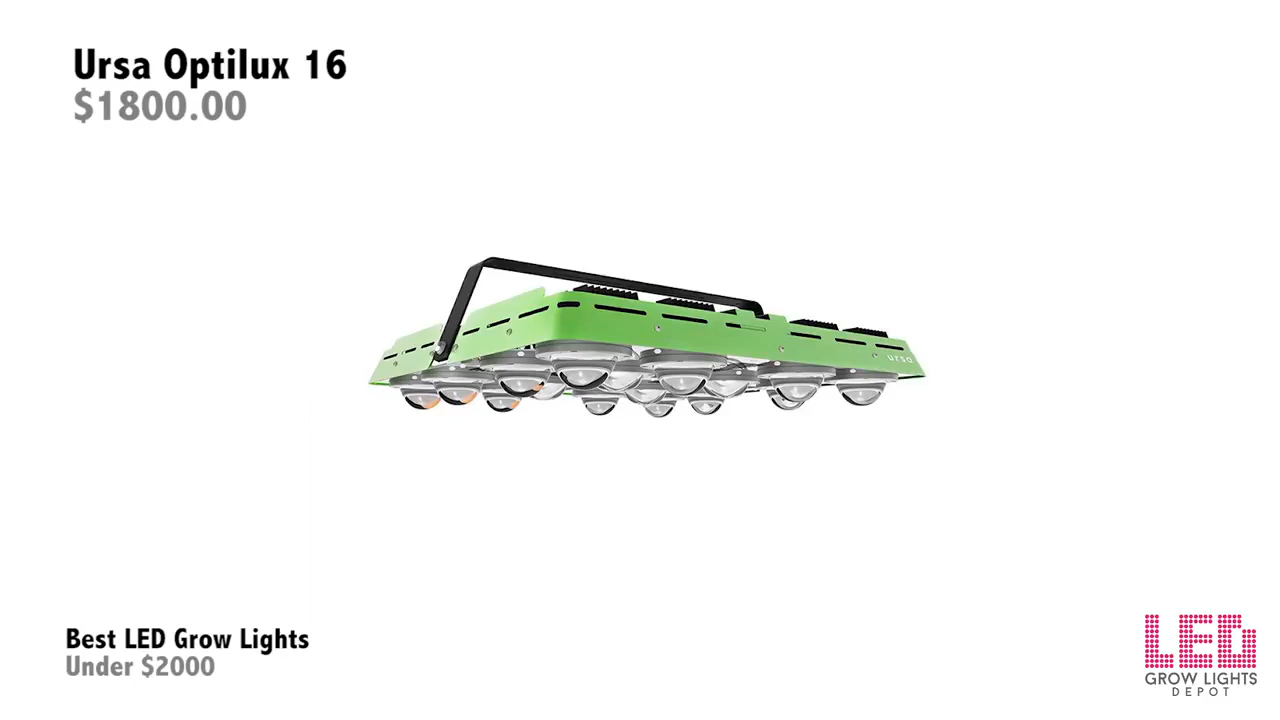 Ursa Optilux 16
$1800.00
ursa
Best LED Grow Lights
Under $2000
LED
GROW LIGHTS
DEPOT